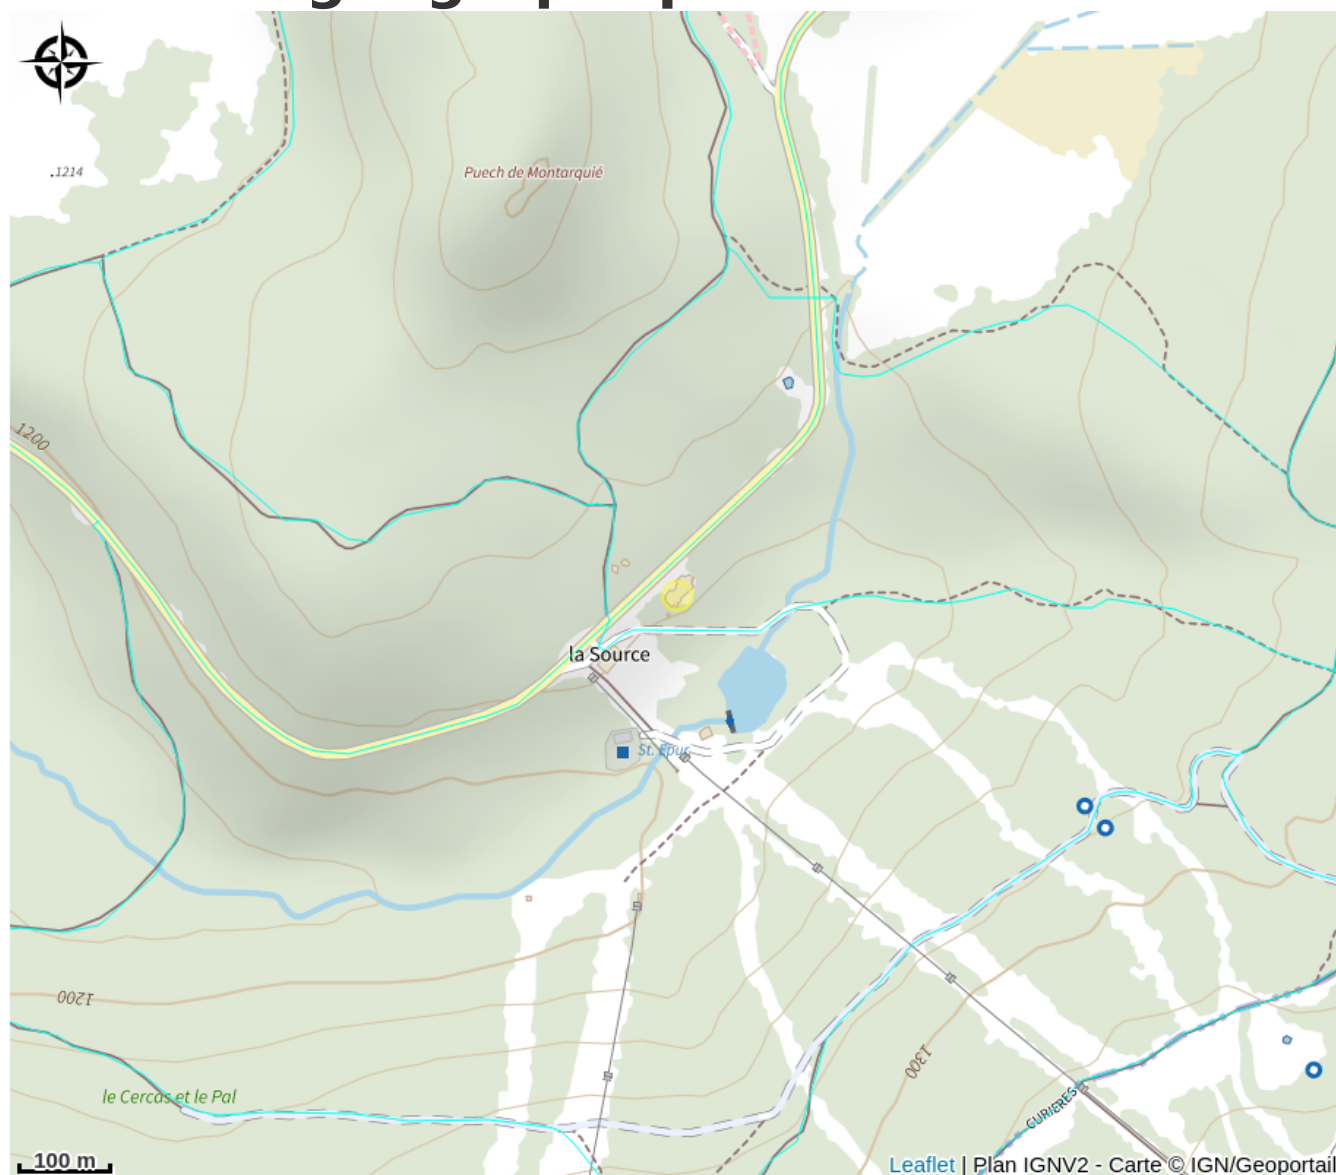 .1214
Puech de Montarquié
1200
la Source
St. Epur.
1200
1300
le Cercas et le Pal
CURIERES
100 m
Leaflet | Plan IGNV2 - Carte © IGN/Geoportail